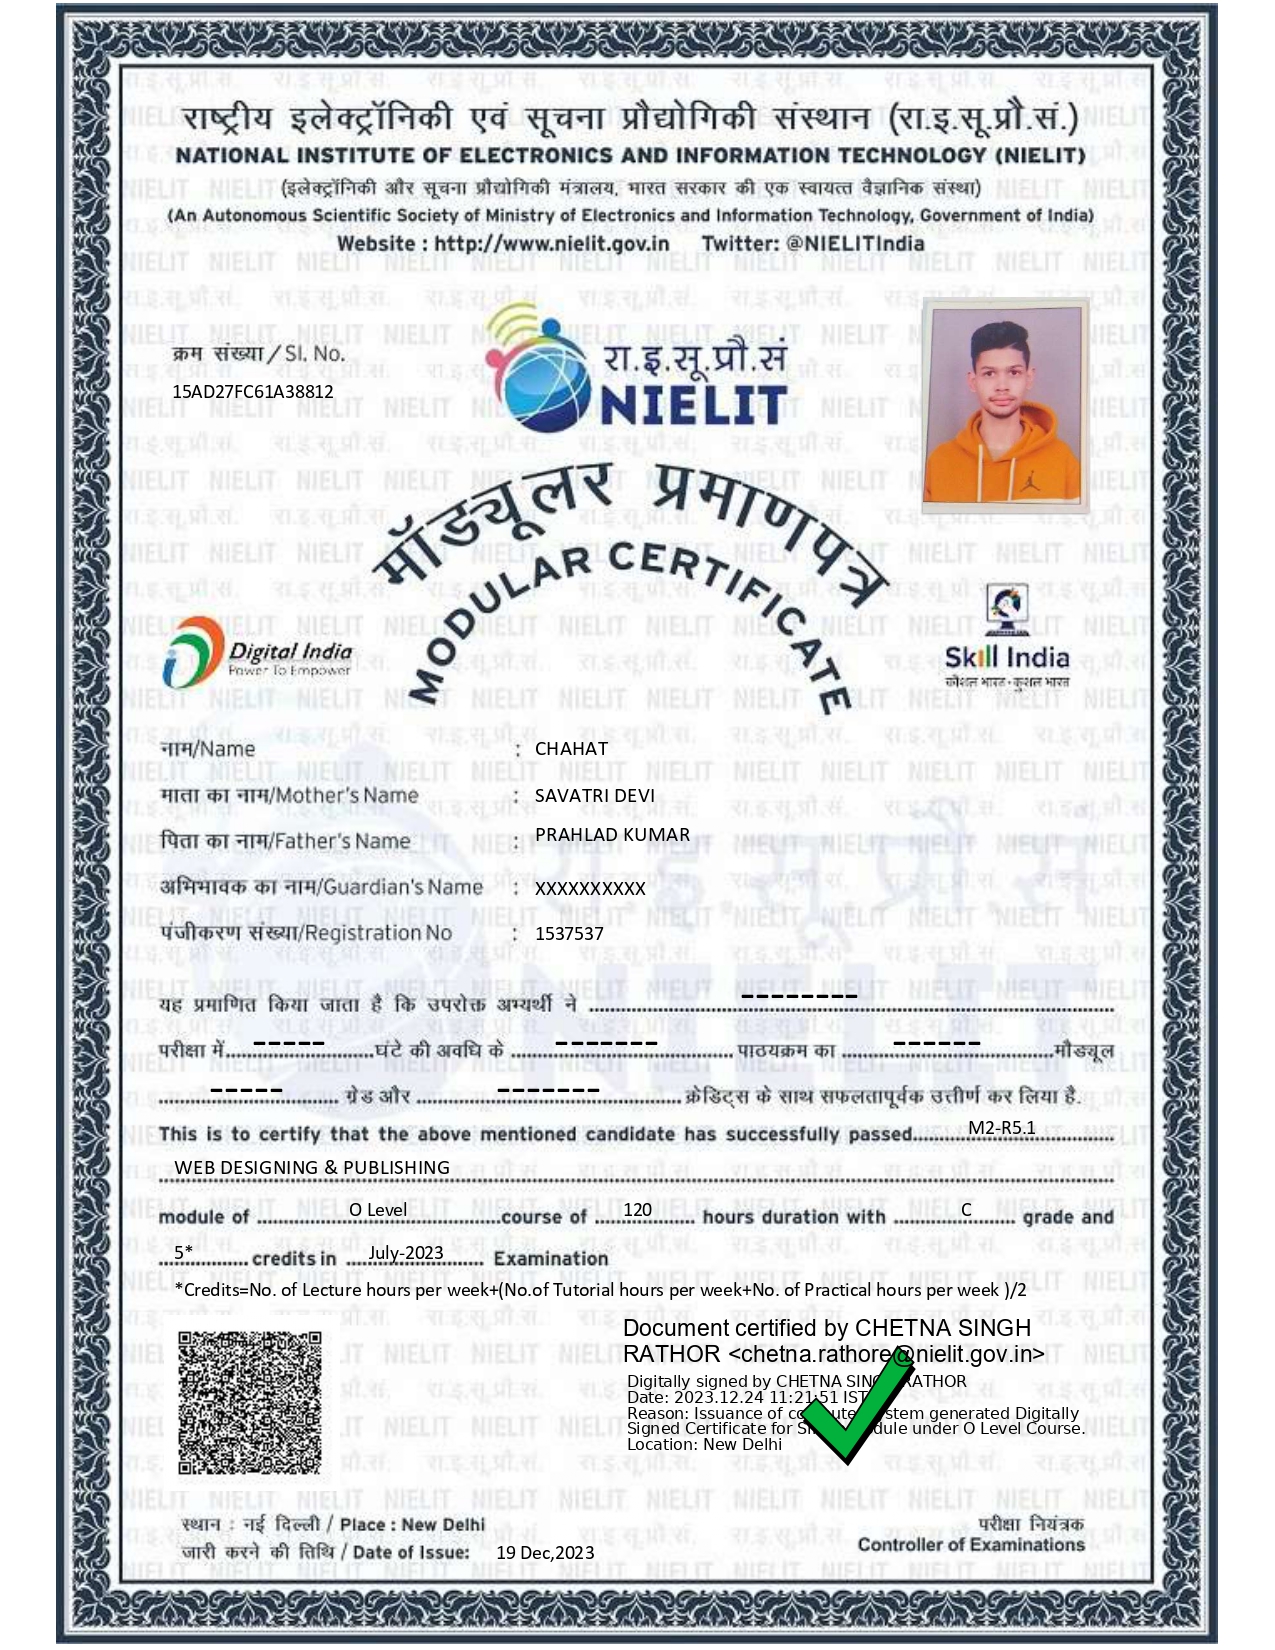 राष्ट्रीय इलेक्ट्रॉनिकी एवं सूचना प्रौद्योगिकी संस्थान (रा.इ.सू.प्रौ.सं.)
NATIONAL INSTITUTE OF ELECTRONICS AND INFORMATION TECHNOLOGY (NIELIT)
(इलेक्ट्रॉनिकी और सूचना प्रौद्योगिकी मंत्रालय, भारत सरकार की एक स्वायत्त वैज्ञानिक संस्था)
(An Autonomous Scientific Society of Ministry of Electronics and Information Technology, Government of India)
Website : http://www.nielit.gov.in Twitter: @NIELITIndia
क्रम संख्या / Sl. No.
15AD27FC61A38812
रा.इ.सू.प्रौ.सं
NIELIT
मॉड्यूलर प्रमाणपत्र
MODULAR CERTIFICATE
Digital India
Power To Empower
Skill India
कौशल भारत - कुशल भारत
नाम/Name : CHAHAT
माता का नाम/Mother's Name : SAVATRI DEVI
पिता का नाम/Father's Name : PRAHLAD KUMAR
अभिभावक का नाम/Guardian's Name : XXXXXXXXXX
पंजीकरण संख्या/Registration No : 1537537
यह प्रमाणित किया जाता है कि उपरोक्त अभ्यर्थी ने --------
परीक्षा में ----- घंटे की अवधि के ------- पाठयक्रम का ------ मौड्यूल
----- ग्रेड और ------- क्रेडिट्स के साथ सफलतापूर्वक उत्तीर्ण कर लिया है.
This is to certify that the above mentioned candidate has successfully passed M2-R5.1
WEB DESIGNING & PUBLISHING
module of O Level course of 120 hours duration with C grade and
5* credits in July-2023 Examination
*Credits=No. of Lecture hours per week+(No.of Tutorial hours per week+No. of Practical hours per week )/2
Document certified by CHETNA SINGH
RATHOR <chetna.rathore@nielit.gov.in>
Digitally signed by CHETNA SINGH RATHOR
Date: 2023.12.24 11:21:51 IST
Reason: Issuance of computer system generated Digitally
Signed Certificate for Single Module under O Level Course.
Location: New Delhi
स्थान : नई दिल्ली / Place : New Delhi
जारी करने की तिथि / Date of Issue: 19 Dec,2023
परीक्षा नियंत्रक
Controller of Examinations